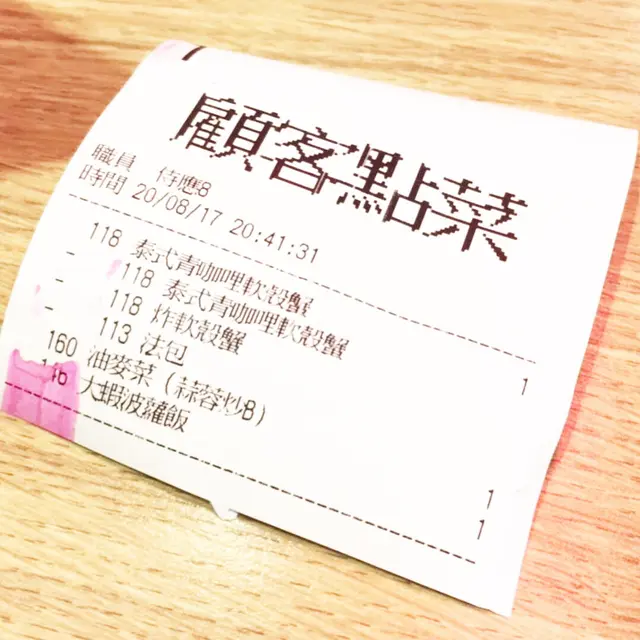 顧客點菜
職員 侍應8
時間 20/06/17 20:41:31
118 泰式青咖哩軟殼蟹 1
- 118 泰式青咖哩軟殼蟹
- 118 炸軟殼蟹
- 113 法包
160 油麥菜 (蒜蓉炒B) 1
176 大蝦波蘿飯 1